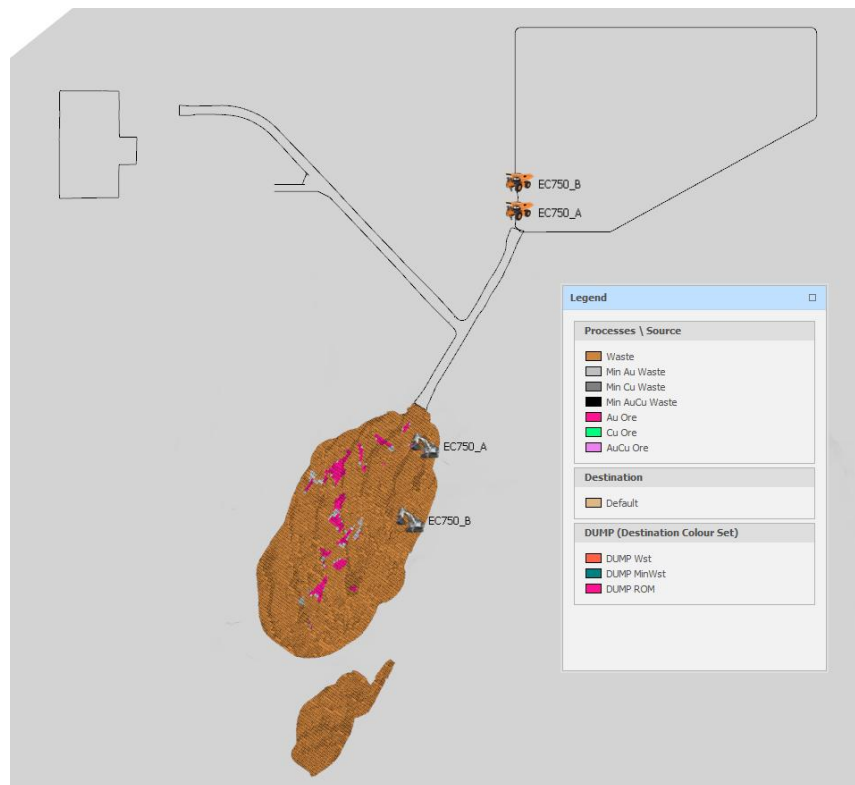 EC750_B
EC750_A
Legend
Processes \ Source
Waste
Min Au Waste
Min Cu Waste
Min AuCu Waste
Au Ore
Cu Ore
AuCu Ore
EC750_A
Destination
Default
EC750_B
DUMP (Destination Colour Set)
DUMP Wst
DUMP MinWst
DUMP ROM